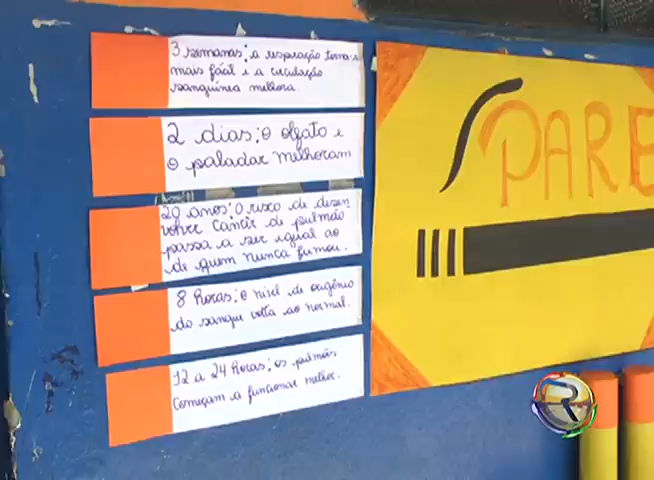 3 semanas: a respiração torna-se
mais fácil e a circulação
sanguínea melhora.
2 dias: o olfato e
o paladar melhoram
20 anos: O risco de desen
volver câncer de pulmão
passa a ser igual ao
de quem nunca fumou.
8 horas: o nível de oxigênio
do sangue volta ao normal.
12 a 24 horas: os pulmões
começam a funcionar melhor.
PARE
R